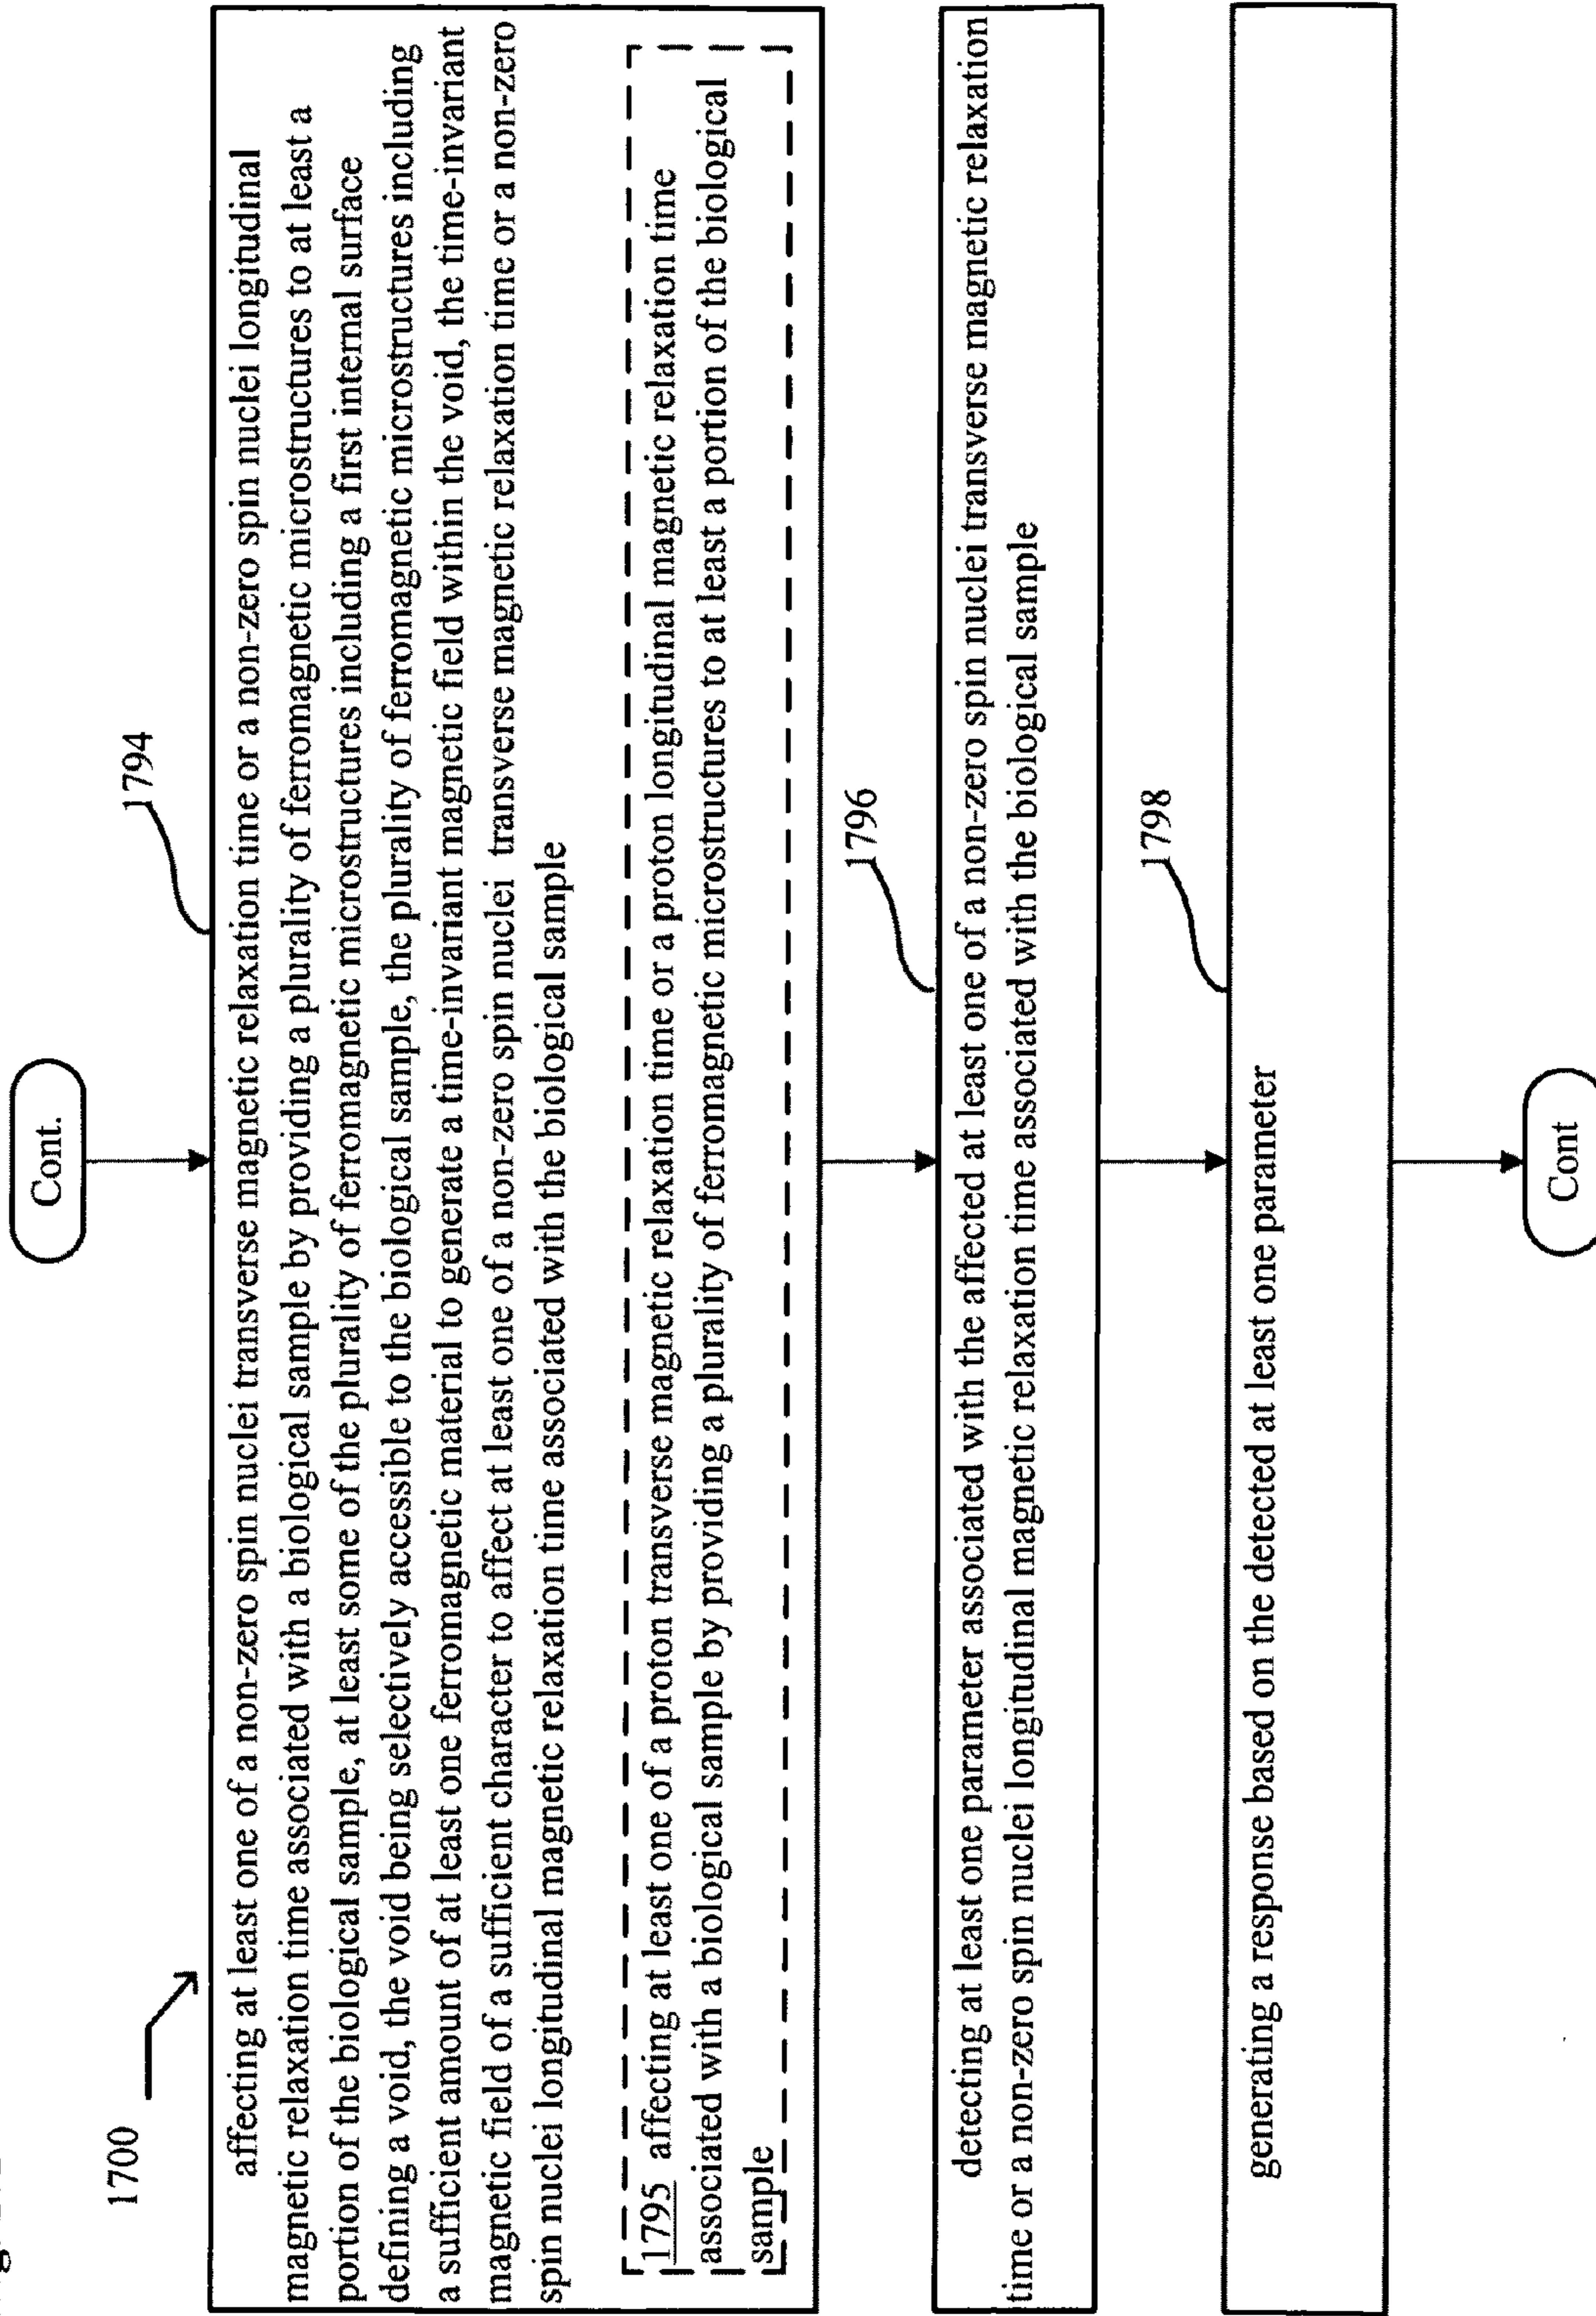 1700
Cont.
1794
affecting at least one of a non-zero spin nuclei transverse magnetic relaxation time or a non-zero spin nuclei longitudinal
magnetic relaxation time associated with a biological sample by providing a plurality of ferromagnetic microstructures to at least a
portion of the biological sample, at least some of the plurality of ferromagnetic microstructures including a first internal surface
defining a void, the void being selectively accessible to the biological sample, the plurality of ferromagnetic microstructures including
a sufficient amount of at least one ferromagnetic material to generate a time-invariant magnetic field within the void, the time-invariant
magnetic field of a sufficient character to affect at least one of a non-zero spin nuclei transverse magnetic relaxation time or a non-zero
spin nuclei longitudinal magnetic relaxation time associated with the biological sample
1795 affecting at least one of a proton transverse magnetic relaxation time or a proton longitudinal magnetic relaxation time
associated with a biological sample by providing a plurality of ferromagnetic microstructures to at least a portion of the biological
sample
1796
detecting at least one parameter associated with the affected at least one of a non-zero spin nuclei transverse magnetic relaxation
time or a non-zero spin nuclei longitudinal magnetic relaxation time associated with the biological sample
1798
generating a response based on the detected at least one parameter
Cont